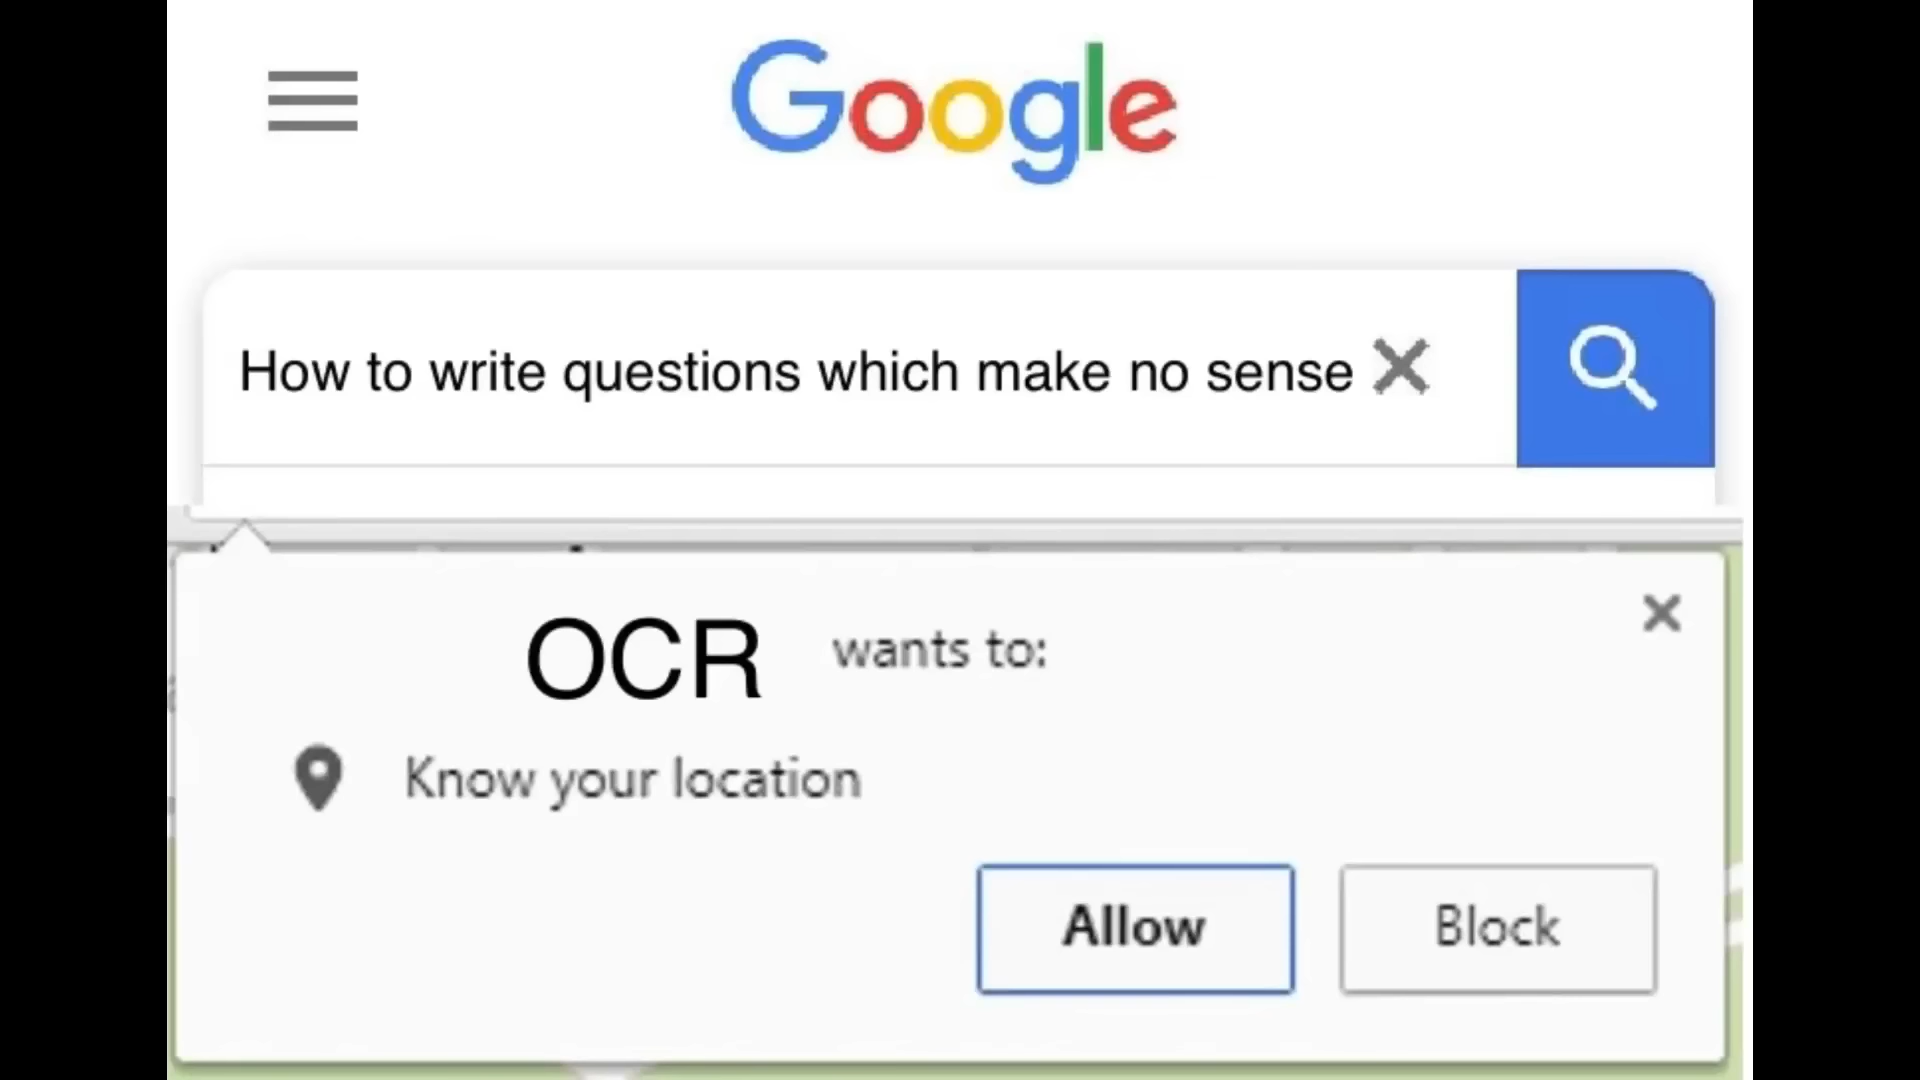 Google
How to write questions which make no sense
OCR wants to:
Know your location
Allow Block